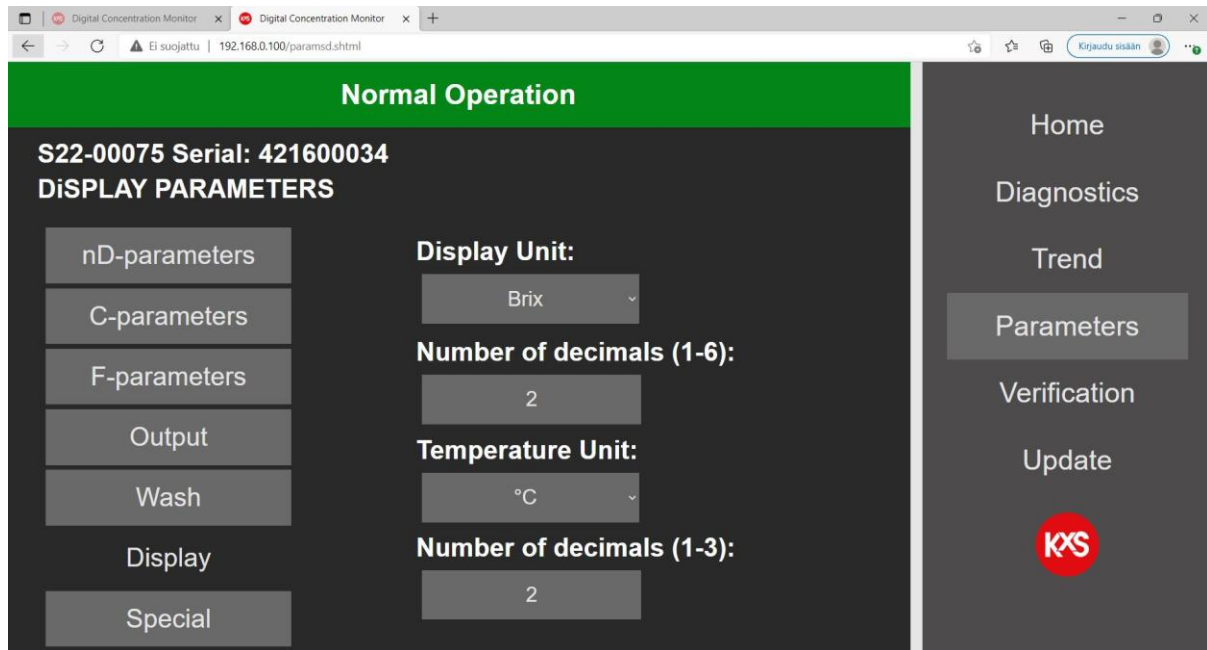 Digital Concentration Monitor
Digital Concentration Monitor
Ei suojattu | 192.168.0.100/paramsd.shtml
Kirjaudu sisään
Normal Operation
S22-00075 Serial: 421600034
DiSPLAY PARAMETERS
nD-parameters
C-parameters
F-parameters
Output
Wash
Display
Special
Display Unit:
Brix
Number of decimals (1-6):
2
Temperature Unit:
°C
Number of decimals (1-3):
2
Home
Diagnostics
Trend
Parameters
Verification
Update
KXS